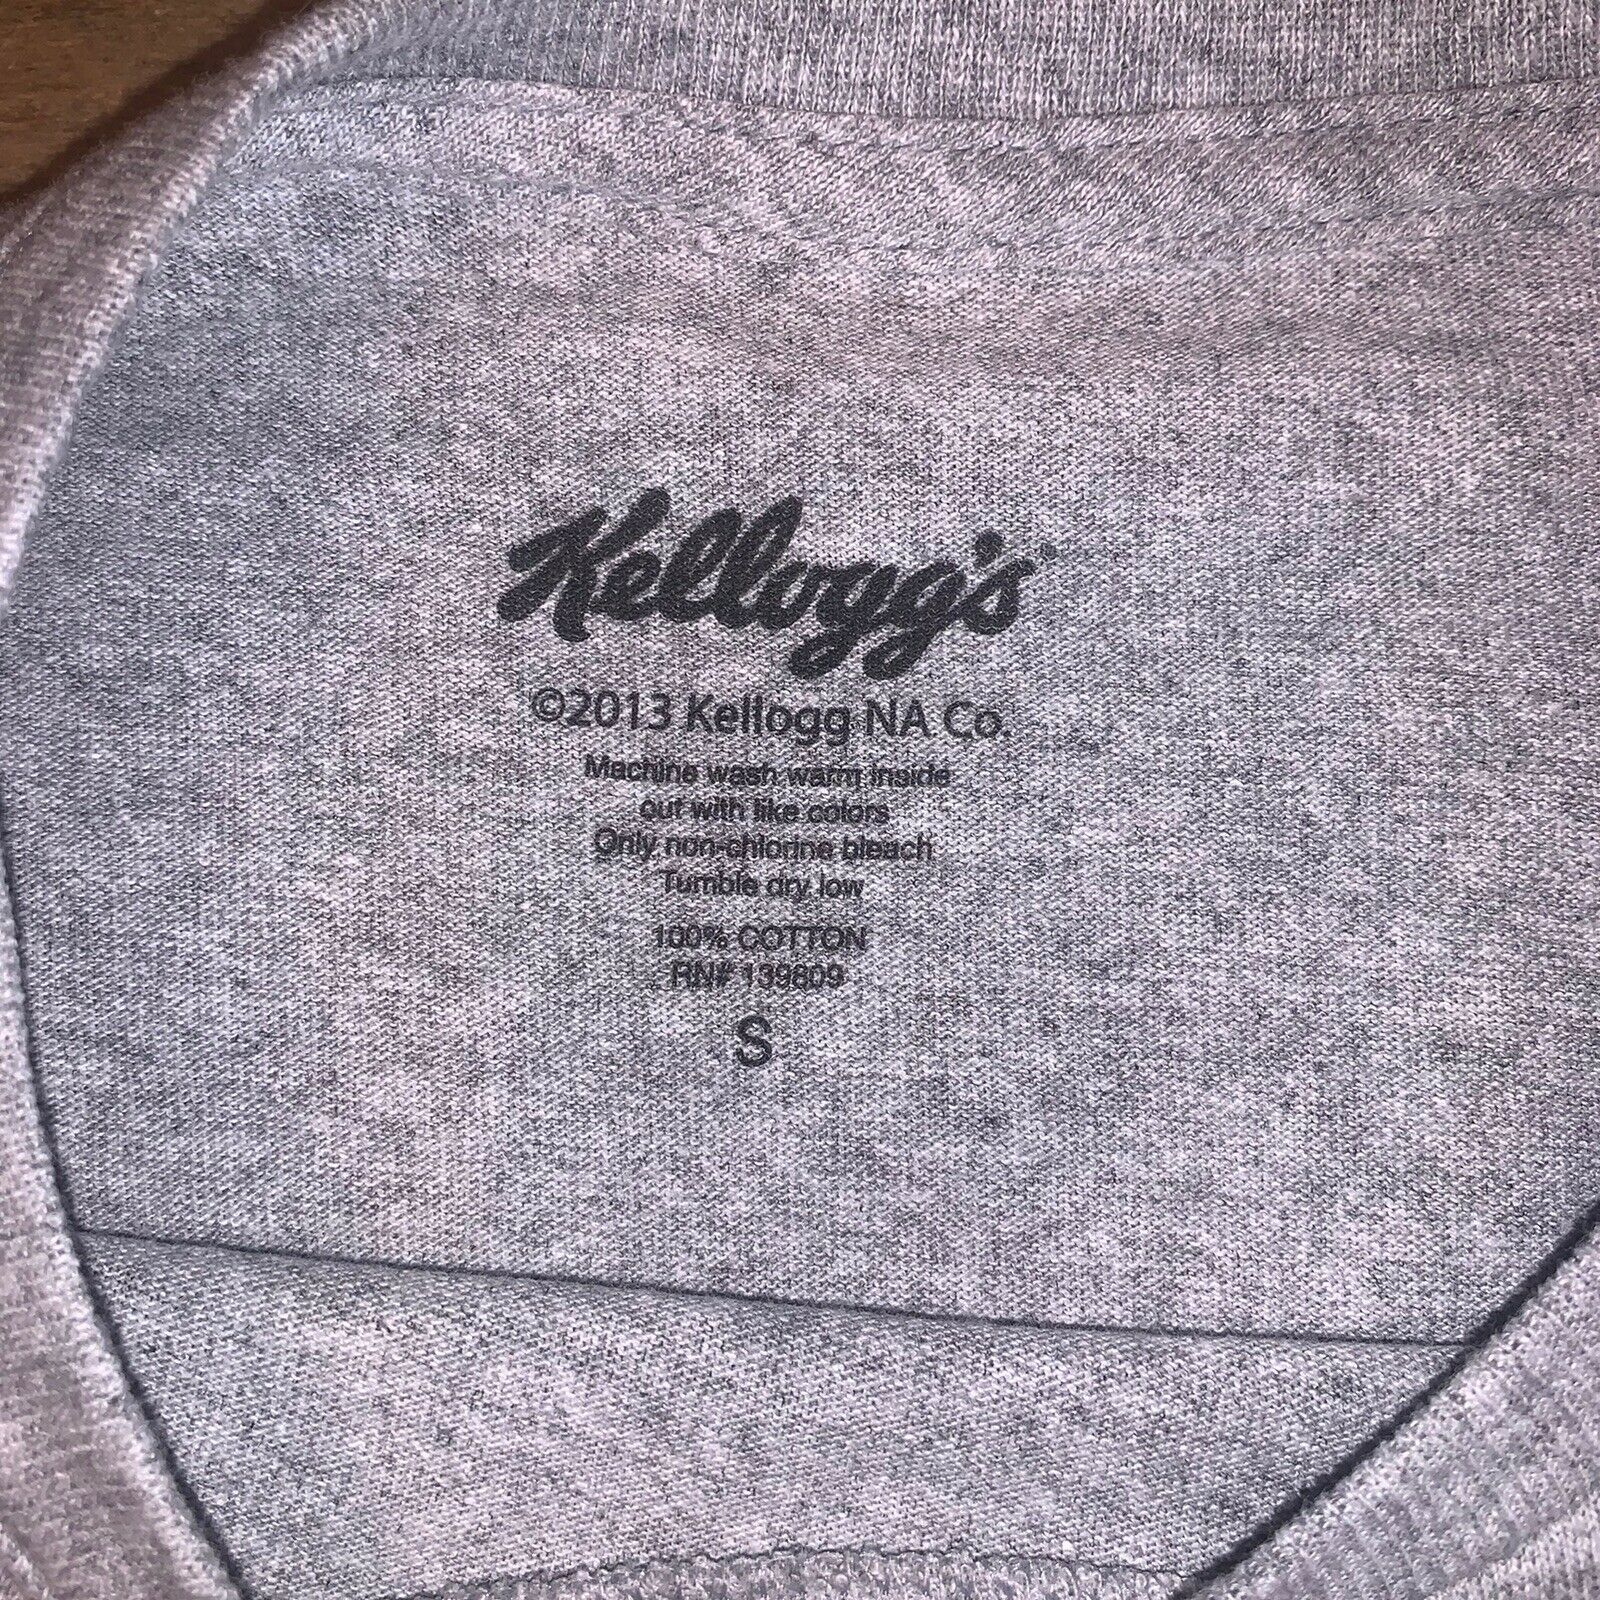 Kellogg's
©2013 Kellogg NA Co.
Machine wash warm inside
out with like colors
Only non-chlorine bleach
Tumble dry low
100% COTTON
RN# 139809
S